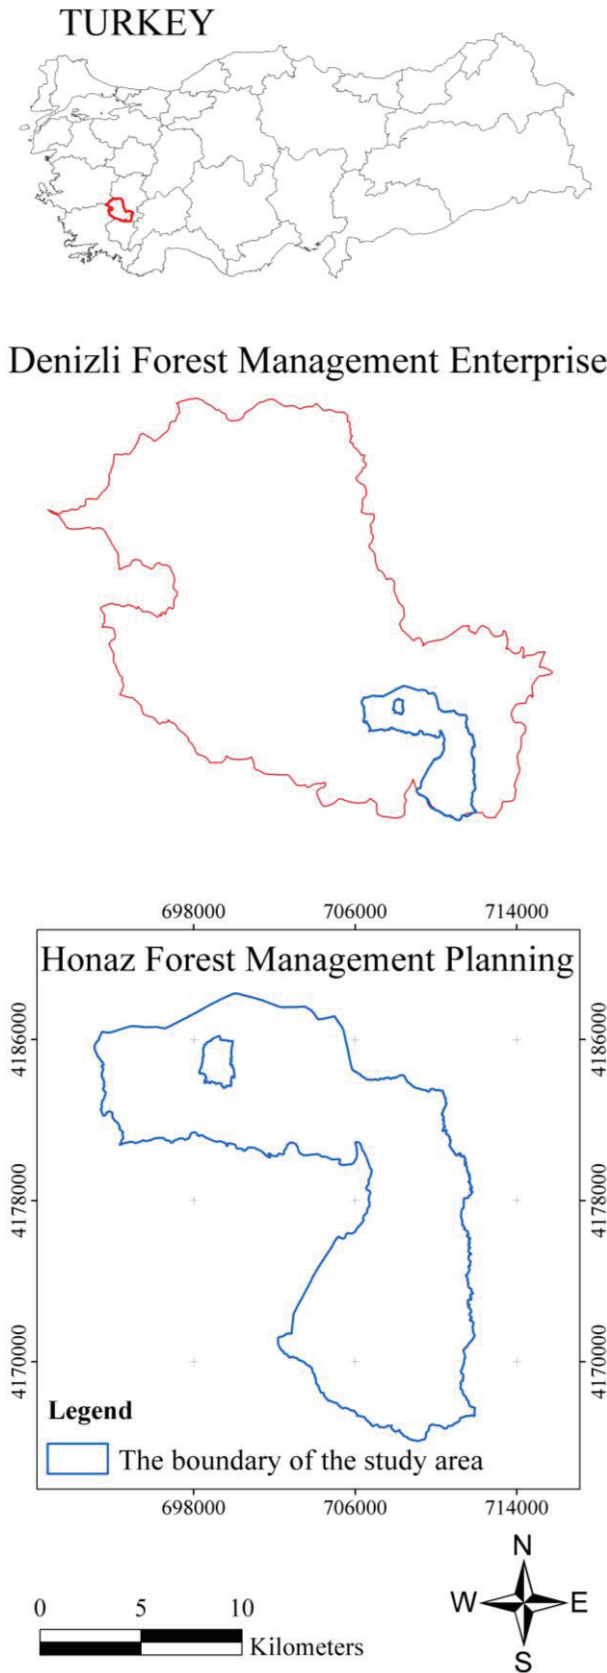 TURKEY
Denizli Forest Management Enterprise
698000 706000 714000
Honaz Forest Management Planning
4186000 4186000
4178000 4178000
4170000 4170000
Legend
The boundary of the study area
698000 706000 714000
N
W E
S
0 5 10
Kilometers